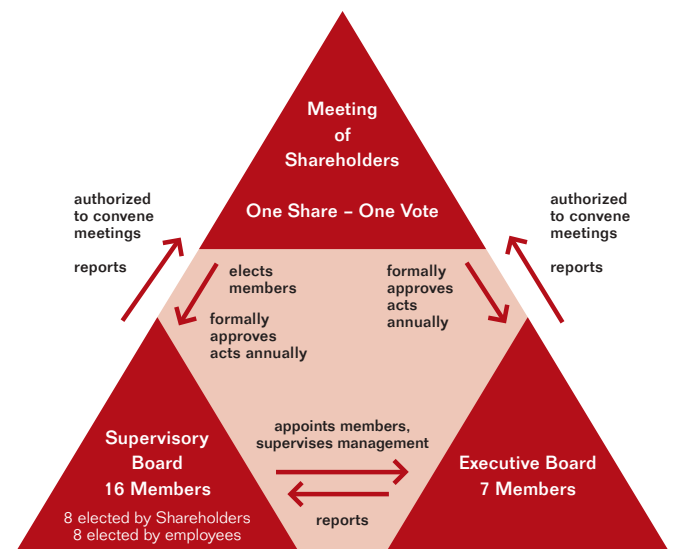 Meeting
of
Shareholders
One Share – One Vote
authorized
to convene
meetings
reports
authorized
to convene
meetings
reports
elects
members
formally
approves
acts annually
formally
approves
acts
annually
appoints members,
supervises management
reports
Supervisory
Board
16 Members
8 elected by Shareholders
8 elected by employees
Executive Board
7 Members